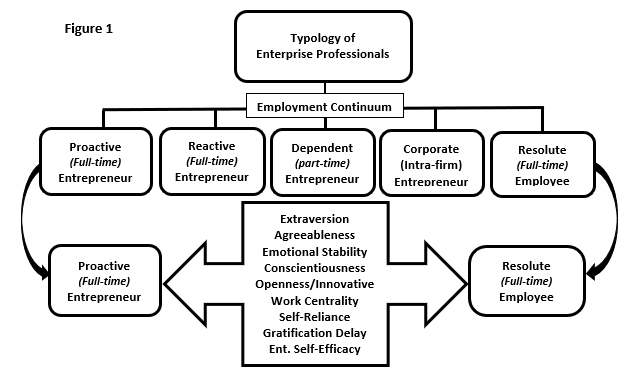 Figure 1
Typology of
Enterprise Professionals
Employment Continuum
Proactive
(Full-time)
Entrepreneur
Reactive
(Full-time)
Entrepreneur
Dependent
(part-time)
Entrepreneur
Corporate
(Intra-firm)
Entrepreneur
Resolute
(Full-time)
Employee
Proactive
(Full-time)
Entrepreneur
Extraversion
Agreeableness
Emotional Stability
Conscientiousness
Openness/Innovative
Work Centrality
Self-Reliance
Gratification Delay
Ent. Self-Efficacy
Resolute
(Full-time)
Employee